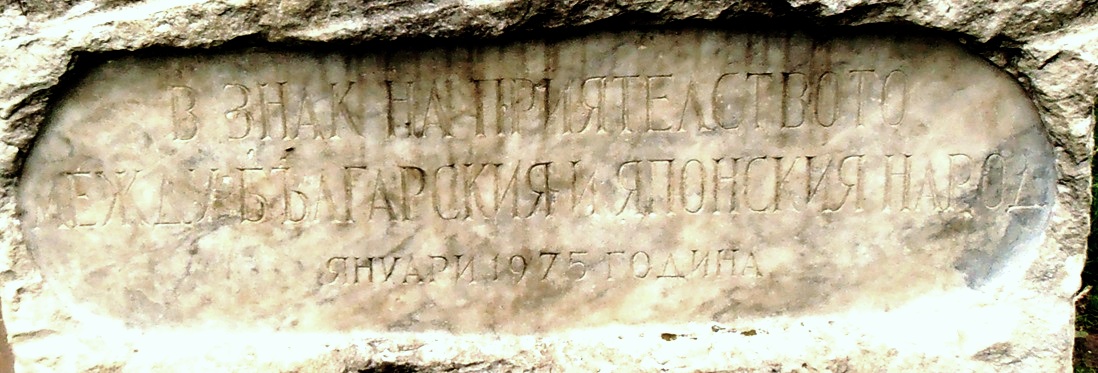 В ЗНАК НА ПРИЯТЕЛСТВОТО
МЕЖДУ БЪЛГАРСКИЯ И ЯПОНСКИЯ НАРОД
ЯНУАРИ 1975 ГОДИНА